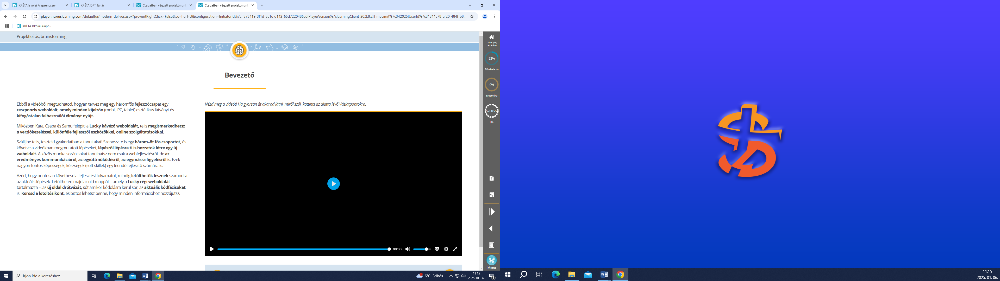 KRÉTA Iskolai Alaprendszer
KRÉTA DKT Tanár
Csapatban végzett projektmun
Csapatban végzett projektmun
player.nexiuslearning.com/defaultui/modern-deliver.aspx?preventRightClick=False&cc=hu-HU&configuration=InitiatorId%7cff375419-3f1d-8c1c-d142-65d7220486a0!PlayerVersion%7clearningClient-20.2.8.2!TimeLimit%7c342025!UserId%7c31311c78-af20-484f-b8...
KRÉTA Iskolai Alapr...
Projektleírás, brainstorming
Bevezető
Ebből a videóból megtudhatod, hogyan tervez meg egy háromfős fejlesztőcsapat egy
reszponzív weboldalt, amely minden kijelzőn (mobil, PC, tablet) esztétikus látványt és
kifogástalan felhasználói élményt nyújt.
Miközben Kata, Csaba és Samu felépíti a Lucky kávézó weboldalát, te is megismerkedhetsz
a verziókezeléssel, különféle fejlesztői eszközökkel, online szolgáltatásokkal.
Szállj be te is, teszteld gyakorlatban a tanultakat! Szervezz te is egy három–öt fős csoportot, és
követve a videókban megmutatott lépéseket, lépésről lépésre ti is hozzatok létre egy új
weboldalt. A közös munka során sokat tanulhatsz nem csak a webfejlesztésről, de az
eredményes kommunikációról, az együttműködésről, az egymásra figyelésről is. Ezek
nagyon fontos képességek, készségek (soft skillek) egy leendő fejlesztő számára is.
Azért, hogy pontosan követhesd a fejlesztési folyamatot, mindig letölthetők lesznek számodra
az aktuális lépések. Letöltheted majd az old mappát – amely a Lucky régi weboldalát
tartalmazza –, az új oldal drótvázát, sőt amikor kódolásra kerül sor, az aktuális kódfázisokat
is. Keresd a letöltésikont, és biztos lehetsz benne, hogy minden információhoz hozzájutsz.
Nézd meg a videót! Ha gyorsan át akarod látni, miről szól, kattints az alatta lévő Vázlatpontokra.
00:00
CC
Tananyag
bezárása
22%
Előrehaladás
0%
Eredmény
5700:22
Idő
Menü
Írjon ide a kereséshez
6°C Felhős
11:15
2025. 01. 06.
1
11:15
2025. 01. 06.